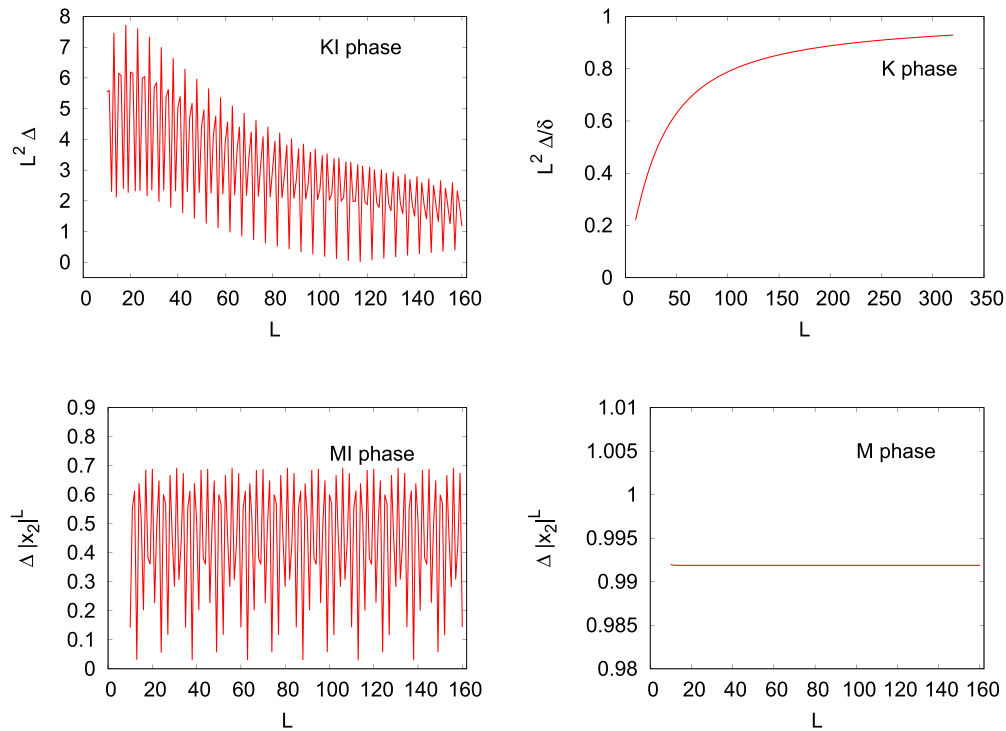 8
7
6
5
4
3
2
1
0
L² Δ
KI phase
0 20 40 60 80 100 120 140 160
L
1
0.8
0.6
0.4
0.2
0
L² Δ/δ
K phase
0 50 100 150 200 250 300 350
L
0.9
0.8
0.7
0.6
0.5
0.4
0.3
0.2
0.1
0
Δ |x₂|ᴸ
MI phase
0 20 40 60 80 100 120 140 160
L
1.01
1.005
1
0.995
0.99
0.985
0.98
Δ |x₂|ᴸ
M phase
0 20 40 60 80 100 120 140 160
L